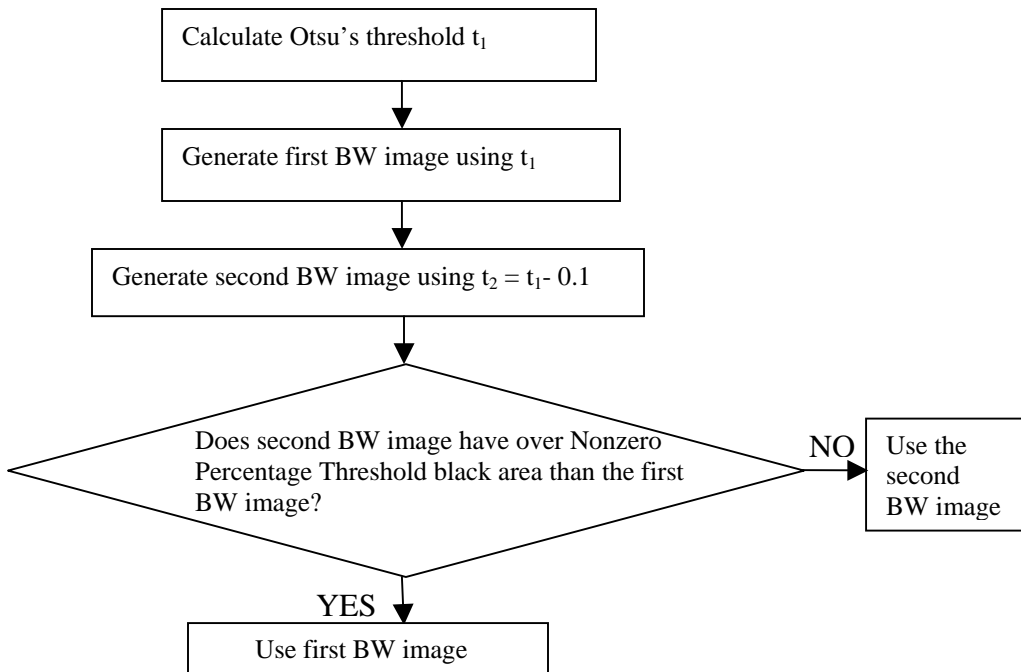 Calculate Otsu's threshold t₁
Generate first BW image using t₁
Generate second BW image using t₂ = t₁- 0.1
Does second BW image have over Nonzero
Percentage Threshold black area than the first
BW image?
NO
Use the
second
BW image
YES
Use first BW image